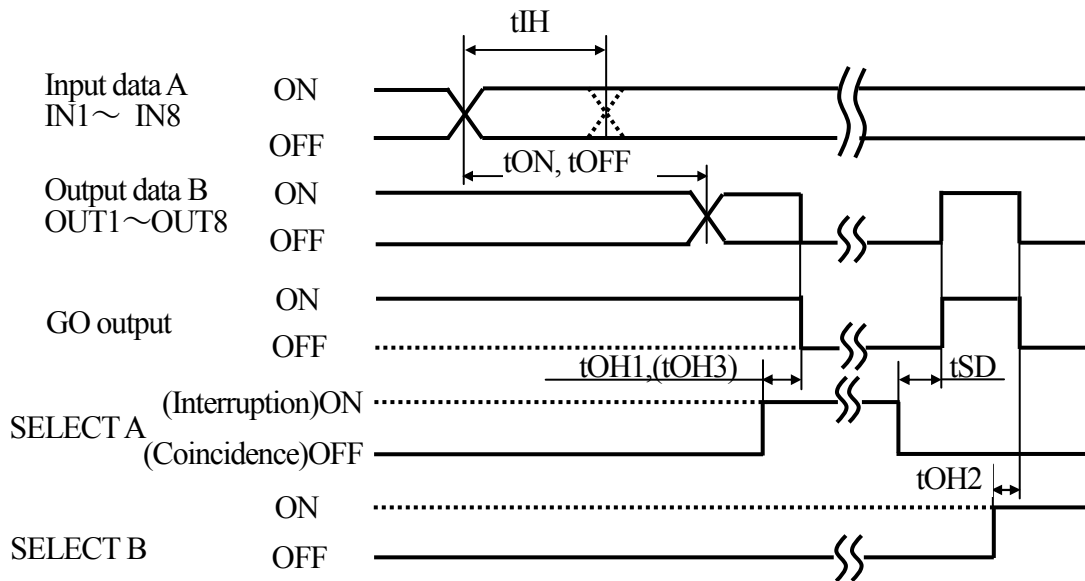 tIH
Input data A
IN1～ IN8
ON
OFF
tON, tOFF
Output data B
OUT1～OUT8
ON
OFF
GO output
ON
OFF
tOH1,(tOH3)
tSD
SELECT A
(Interruption)ON
(Coincidence)OFF
tOH2
SELECT B
ON
OFF